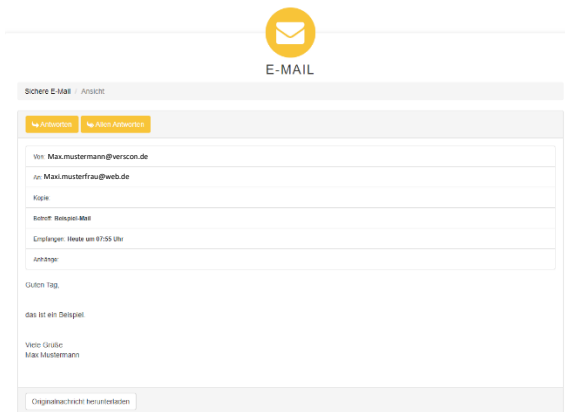 E-MAIL
Sichere E-Mail / Ansicht
Antworten Allen Antworten
Von: Max.mustermann@verscon.de
An: Maxi.musterfrau@web.de
Kopie:
Betreff: Beispiel-Mail
Empfangen: Heute um 07:55 Uhr
Anhänge:
Guten Tag,
das ist ein Beispiel.
Viele Grüße
Max Mustermann
Originalnachricht herunterladen